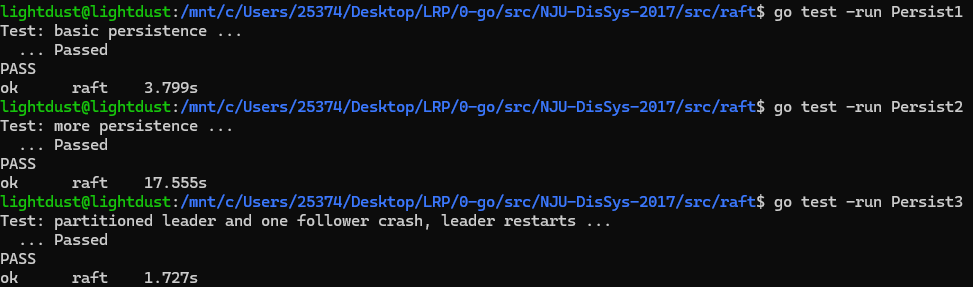 lightdust@lightdust:/mnt/c/Users/25374/Desktop/LRP/0-go/src/NJU-DisSys-2017/src/raft$ go test -run Persist1
Test: basic persistence ...
  ... Passed
PASS
ok      raft    3.799s
lightdust@lightdust:/mnt/c/Users/25374/Desktop/LRP/0-go/src/NJU-DisSys-2017/src/raft$ go test -run Persist2
Test: more persistence ...
  ... Passed
PASS
ok      raft    17.555s
lightdust@lightdust:/mnt/c/Users/25374/Desktop/LRP/0-go/src/NJU-DisSys-2017/src/raft$ go test -run Persist3
Test: partitioned leader and one follower crash, leader restarts ...
  ... Passed
PASS
ok      raft    1.727s